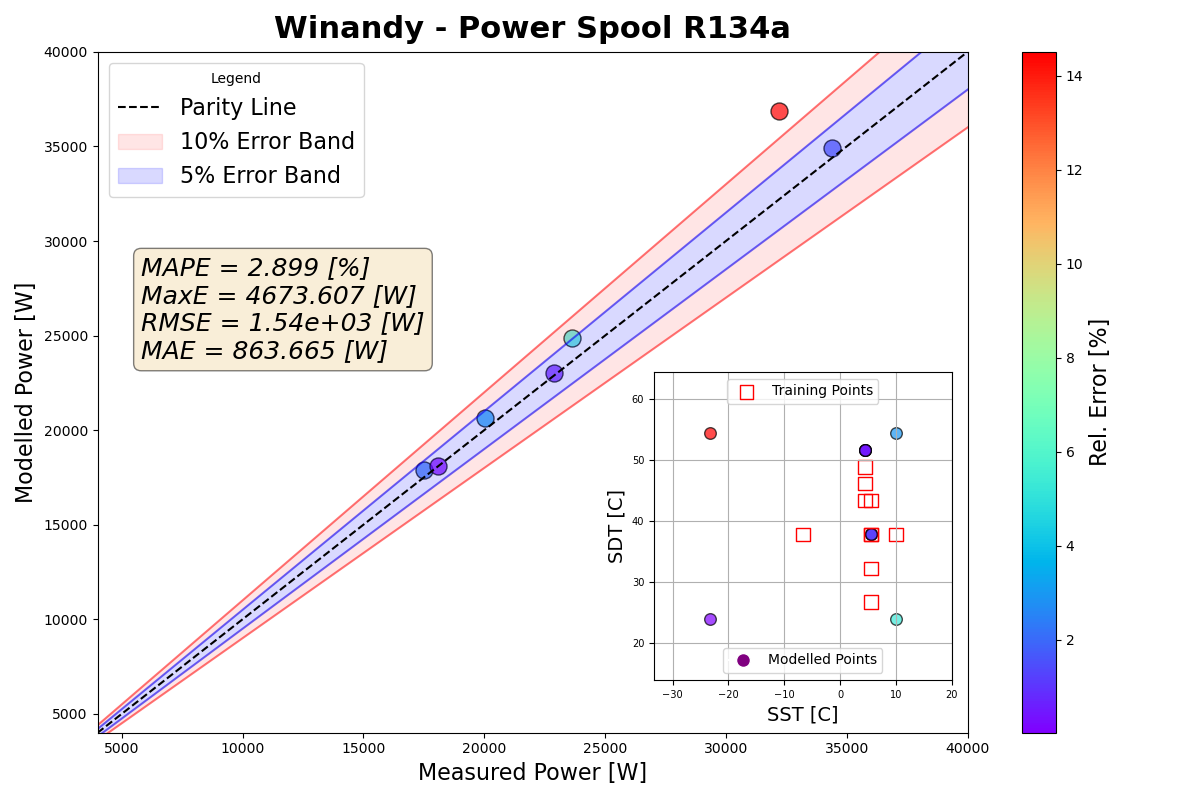 Winandy - Power Spool R134a
Modelled Power [W]
40000
35000
30000
25000
20000
15000
10000
5000
Legend
Parity Line
10% Error Band
5% Error Band
MAPE = 2.899 [%]
MaxE = 4673.607 [W]
RMSE = 1.54e+03 [W]
MAE = 863.665 [W]
SDT [C]
60
50
40
30
20
Training Points
Modelled Points
−30 −20 −10 0 10 20
SST [C]
5000 10000 15000 20000 25000 30000 35000 40000
Measured Power [W]
14
12
10
8
6
4
2
Rel. Error [%]